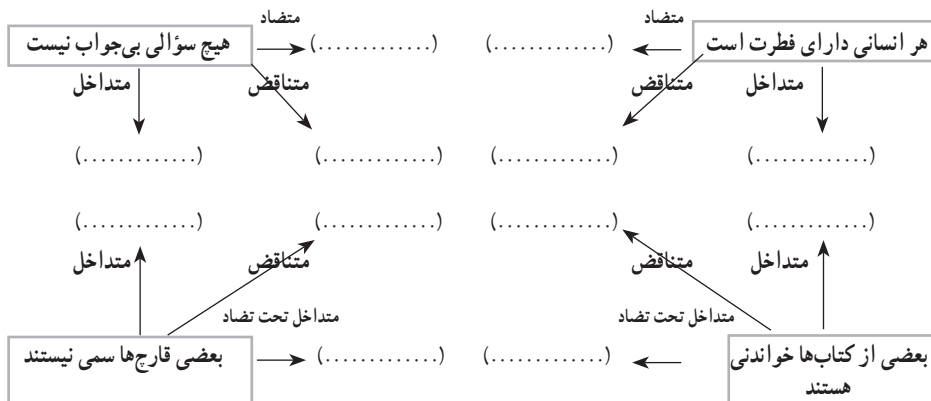 متضاد متضاد
هر انسانی دارای فطرت است (.............) (.............) هیچ سؤالی بی‌جواب نیست
متداخل متناقض متناقض متداخل
(.............) (.............) (.............) (.............)
(.............) (.............) (.............) (.............)
متداخل متناقض متناقض متداخل
متداخل تحت تضاد متداخل تحت تضاد
بعضی از کتاب‌ها خواندنی (.............) (.............) بعضی قارچ‌ها سمی نیستند
هستند